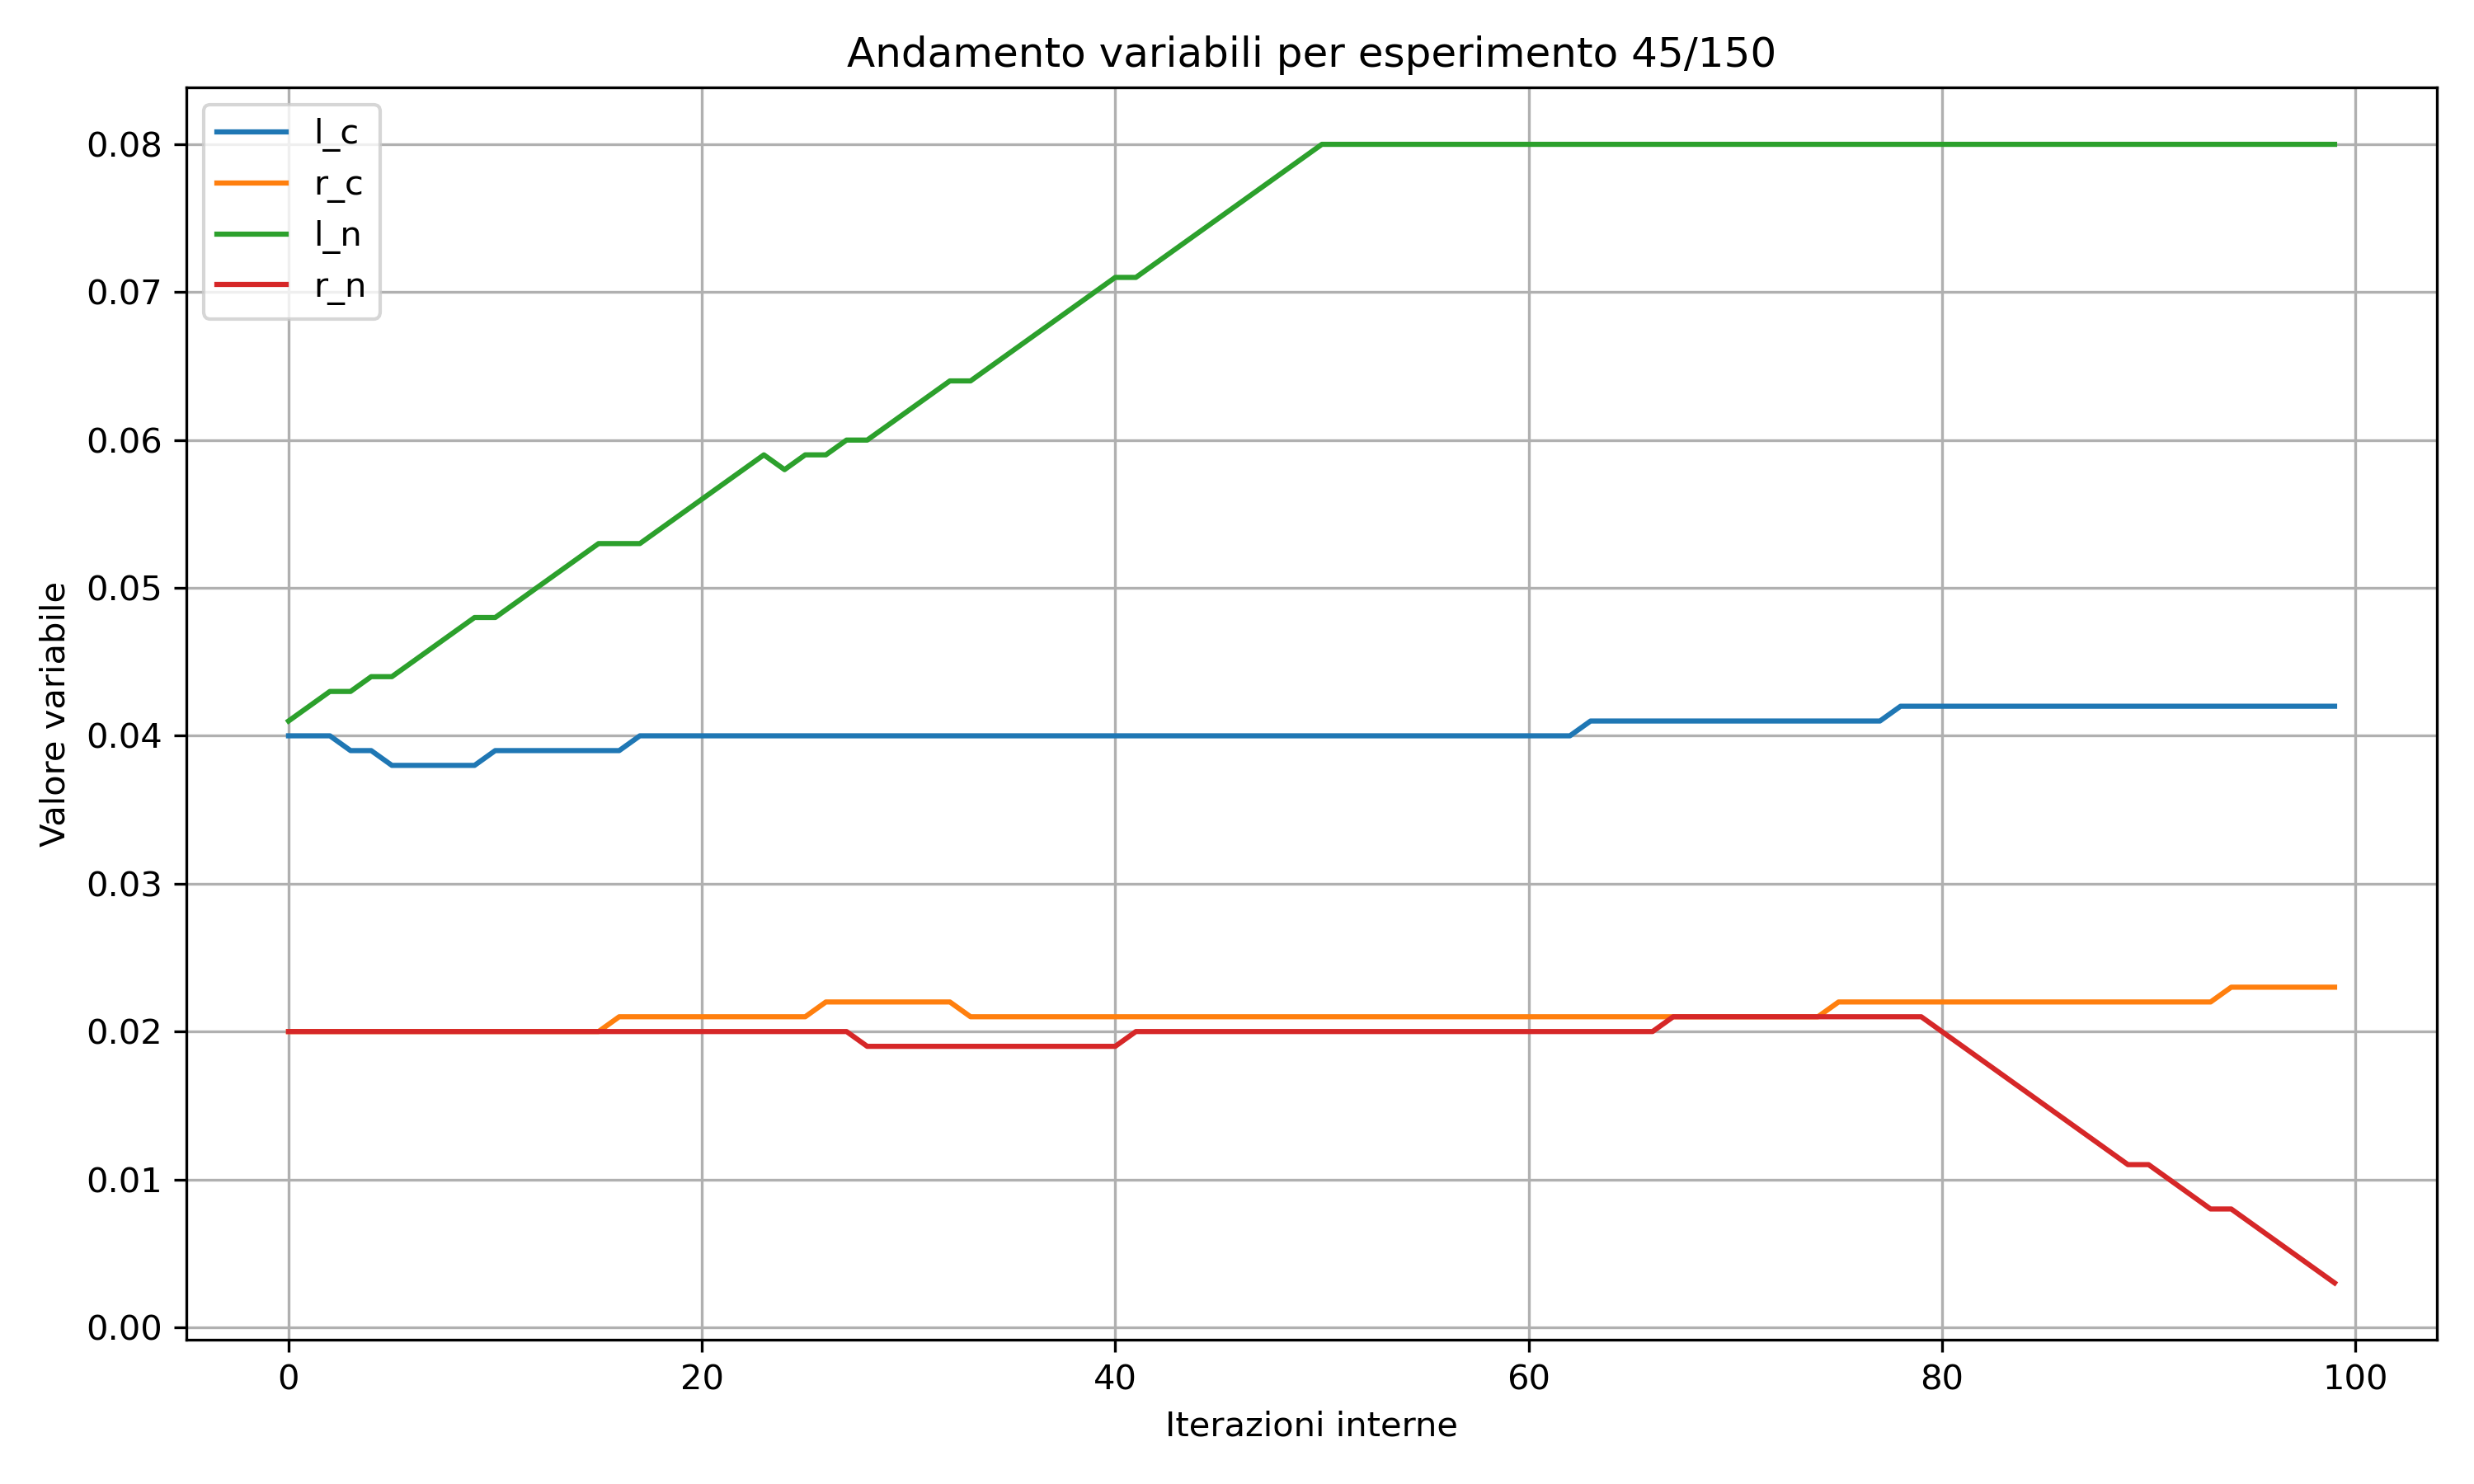 Andamento variabili per esperimento 45/150
l_c
r_c
l_n
r_n
Valore variabile
0.08
0.07
0.06
0.05
0.04
0.03
0.02
0.01
0.00
0 20 40 60 80 100
Iterazioni interne